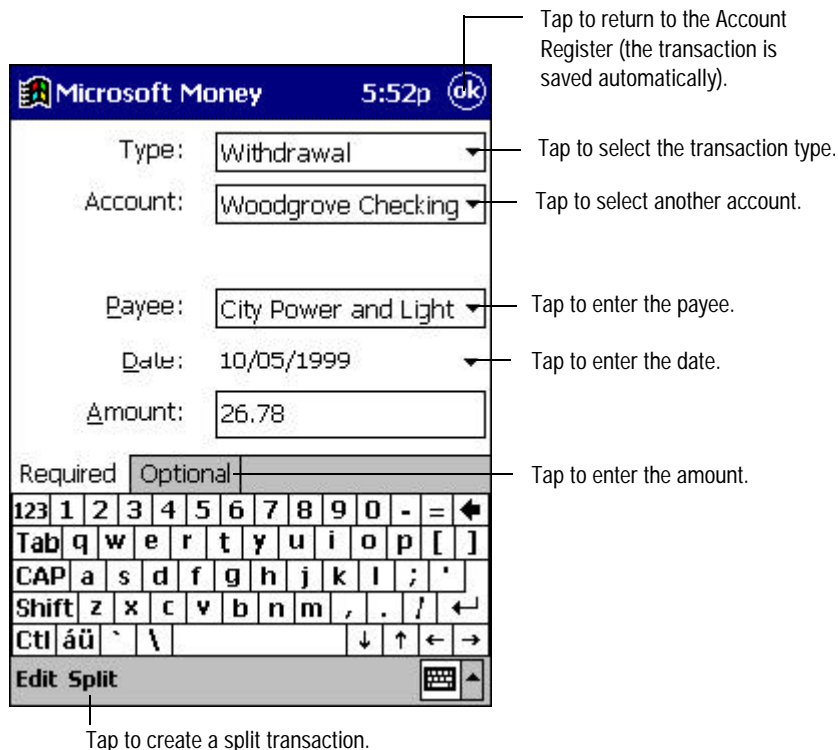 Tap to return to the Account
Register (the transaction is
saved automatically).
Microsoft Money 5:52p ok
Type: Withdrawal
Tap to select the transaction type.
Account: Woodgrove Checking
Tap to select another account.
Payee: City Power and Light
Tap to enter the payee.
Date: 10/05/1999
Tap to enter the date.
Amount: 26.78
Required Optional
Tap to enter the amount.
123 1 2 3 4 5 6 7 8 9 0 - = 🡄
Tab q w e r t y u i o p [ ]
CAP a s d f g h j k l ; '
Shift z x c v b n m , . / ↵
Ctl áü ` \ ↓ ↑ ← →
Edit Split
Tap to create a split transaction.